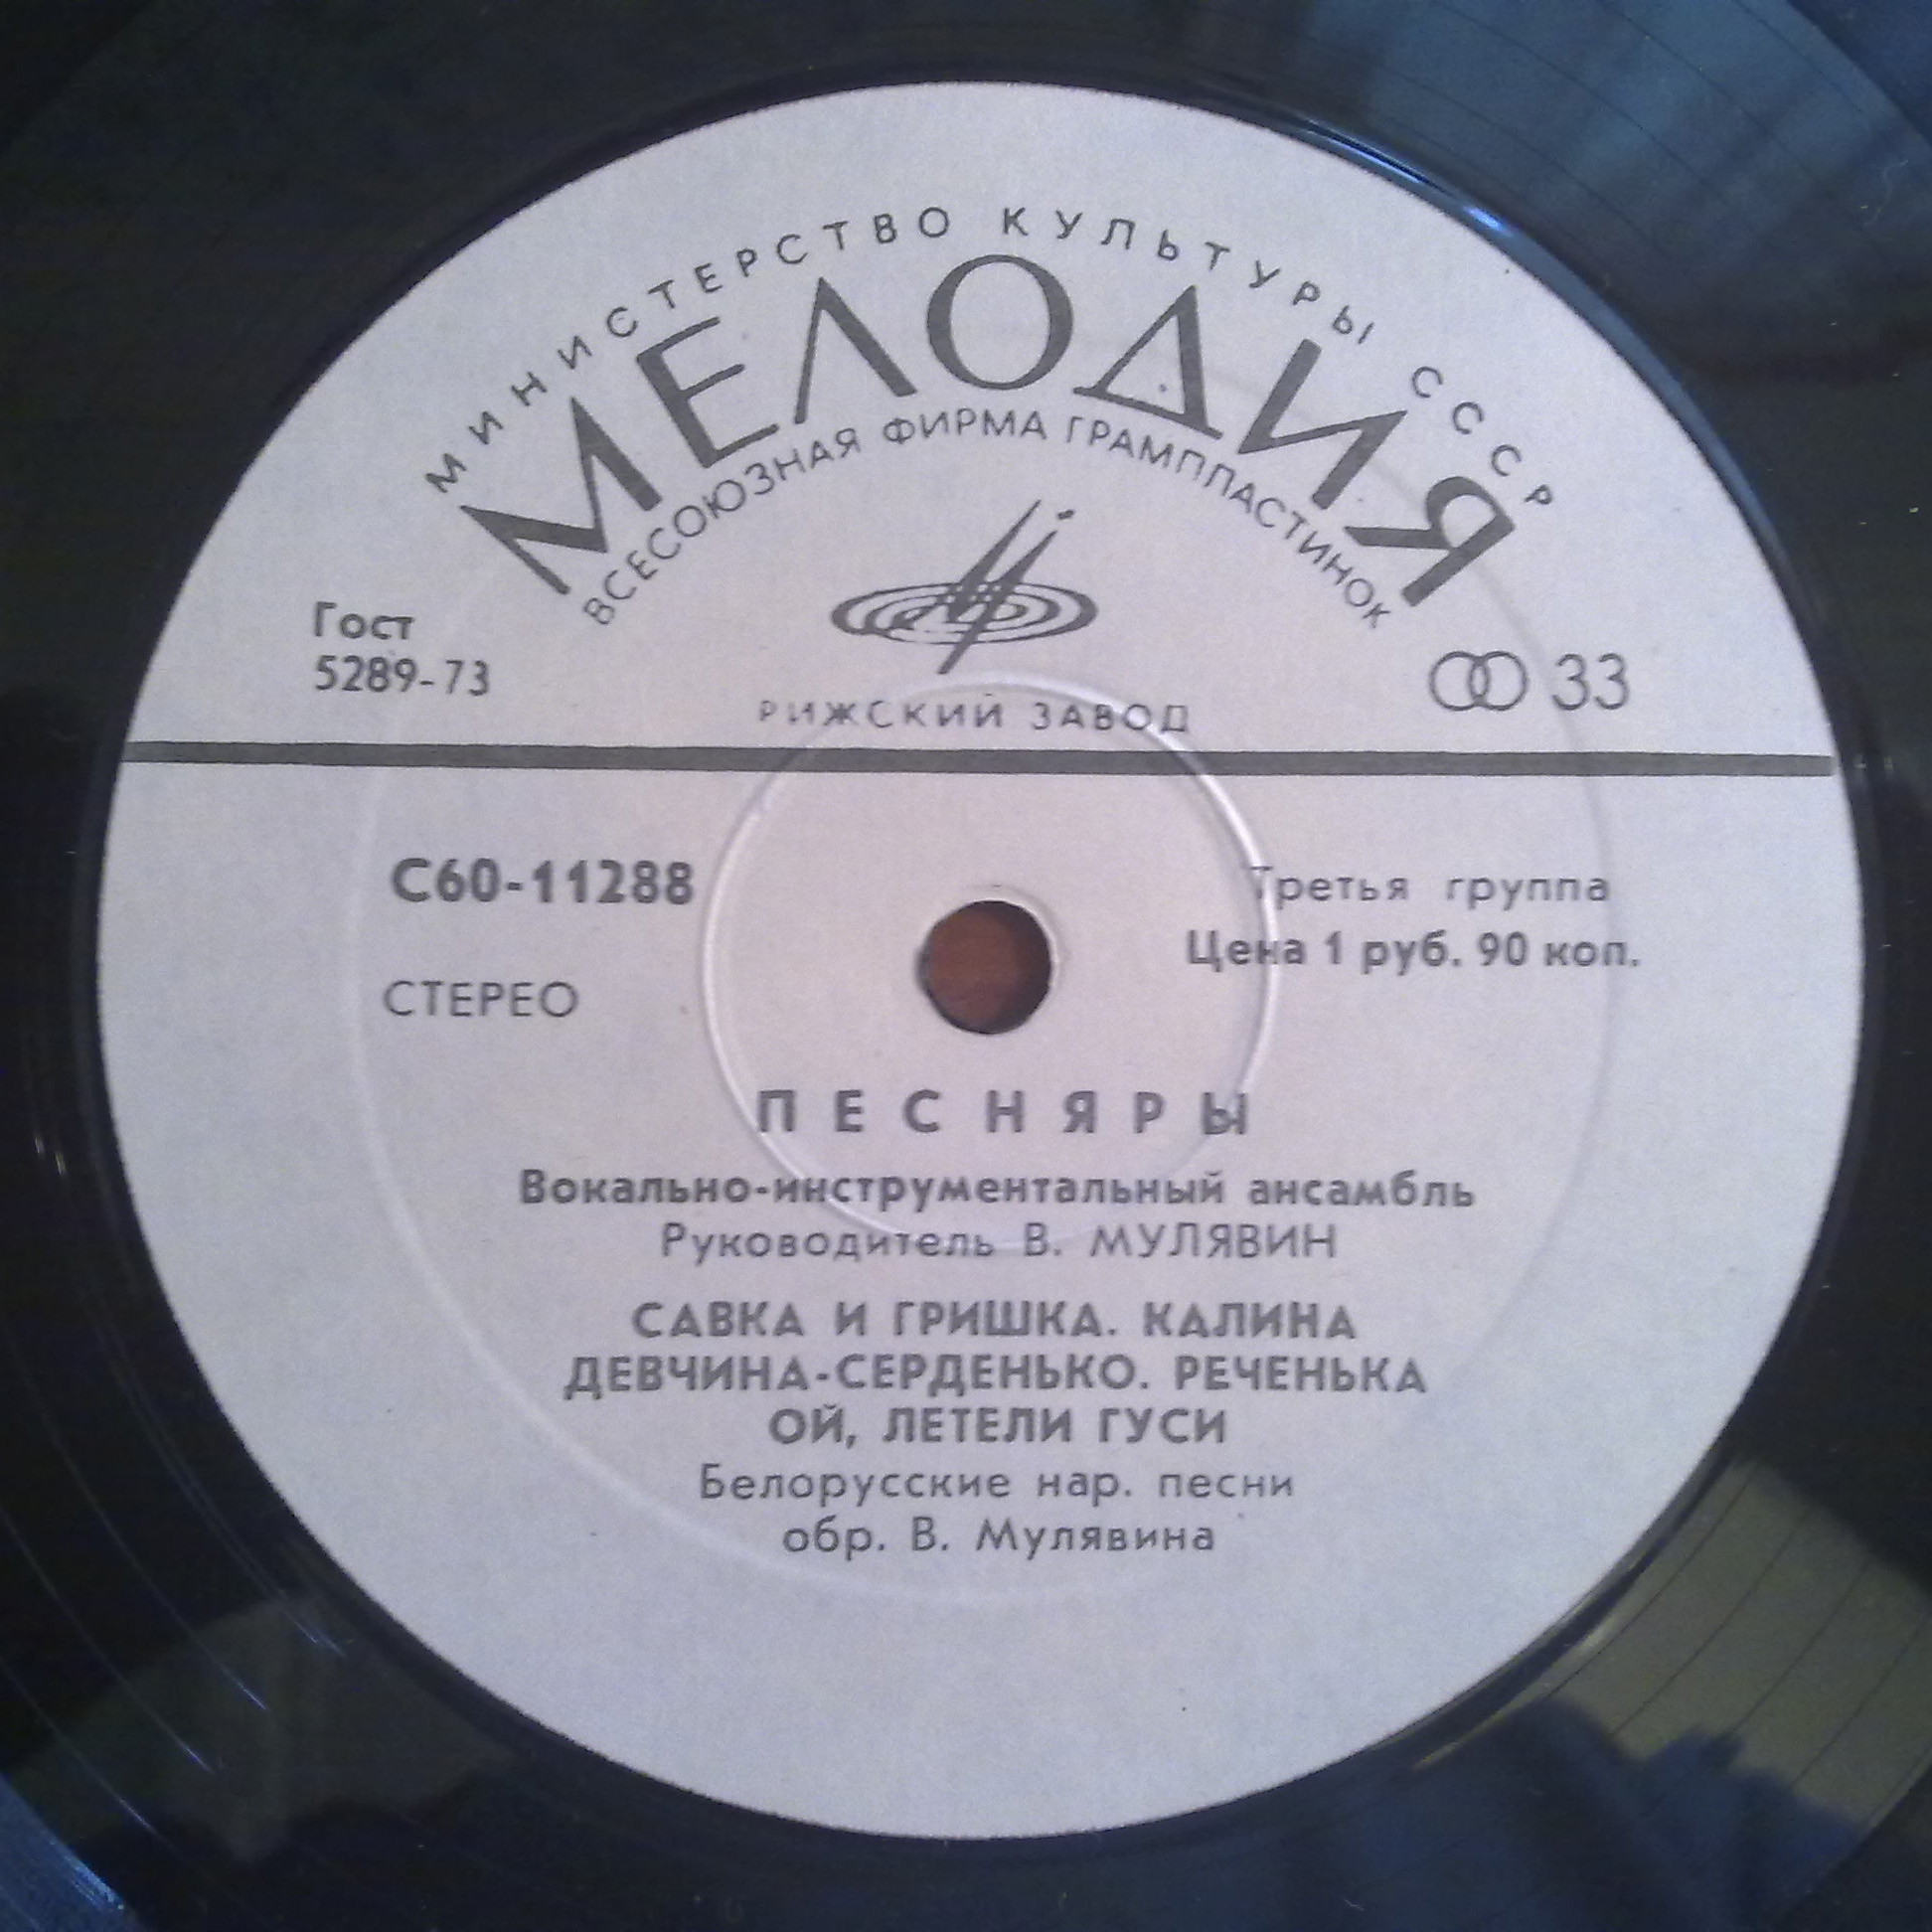 МИНИСТЕРСТВО КУЛЬТУРЫ СССР
МЕЛОДИЯ
ВСЕСОЮЗНАЯ ФИРМА ГРАМПЛАСТИНОК
Гост
5289-73
33
РИЖСКИЙ ЗАВОД
С60-11288
Третья группа
Цена 1 руб. 90 коп.
СТЕРЕО
ПЕСНЯРЫ
Вокально-инструментальный ансамбль
Руководитель В. МУЛЯВИН
САВКА И ГРИШКА. КАЛИНА
ДЕВЧИНА-СЕРДЕНЬКО. РЕЧЕНЬКА
ОЙ, ЛЕТЕЛИ ГУСИ
Белорусские нар. песни
обр. В. Мулявина